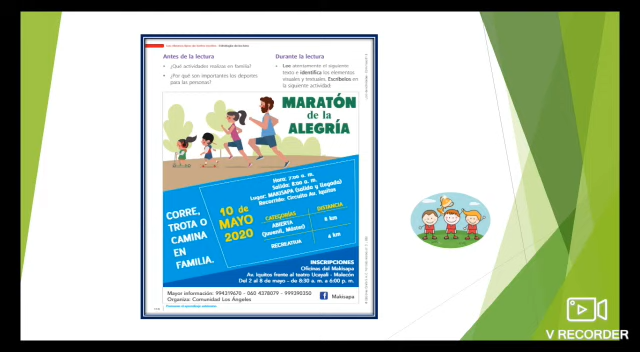 Antes de la lectura
• ¿Qué actividades realizas en familia?
• ¿Por qué son importantes los deportes
para las personas?
Durante la lectura
• Lee atentamente el siguiente
texto e identifica los elementos
visuales y textuales. Escríbelos en
la siguiente actividad:
MARATÓN
de la
ALEGRÍA
CORRE,
TROTA O
CAMINA
EN
FAMILIA.
10 de
MAYO
2020
Hora: 7:00 a. m.
Salida: 8:00 a. m.
Lugar: MAKISAPA (salida y llegada)
Recorrido: Circuito Av. Iquitos
CATEGORÍAS DISTANCIA
ABIERTA
(Juvenil, Máster) 8 km
RECREATIVA 4 km
INSCRIPCIONES
Oficinas del Makisapa
Av. Iquitos frente al teatro Ucayali - Malecón
Del 2 al 8 de mayo - de 8:30 a. m. a 6:00 p. m.
Mayor información: 994319670 - 060 4378079 - 999390350
Organiza: Comunidad Los Ángeles
f Makisapa
V RECORDER